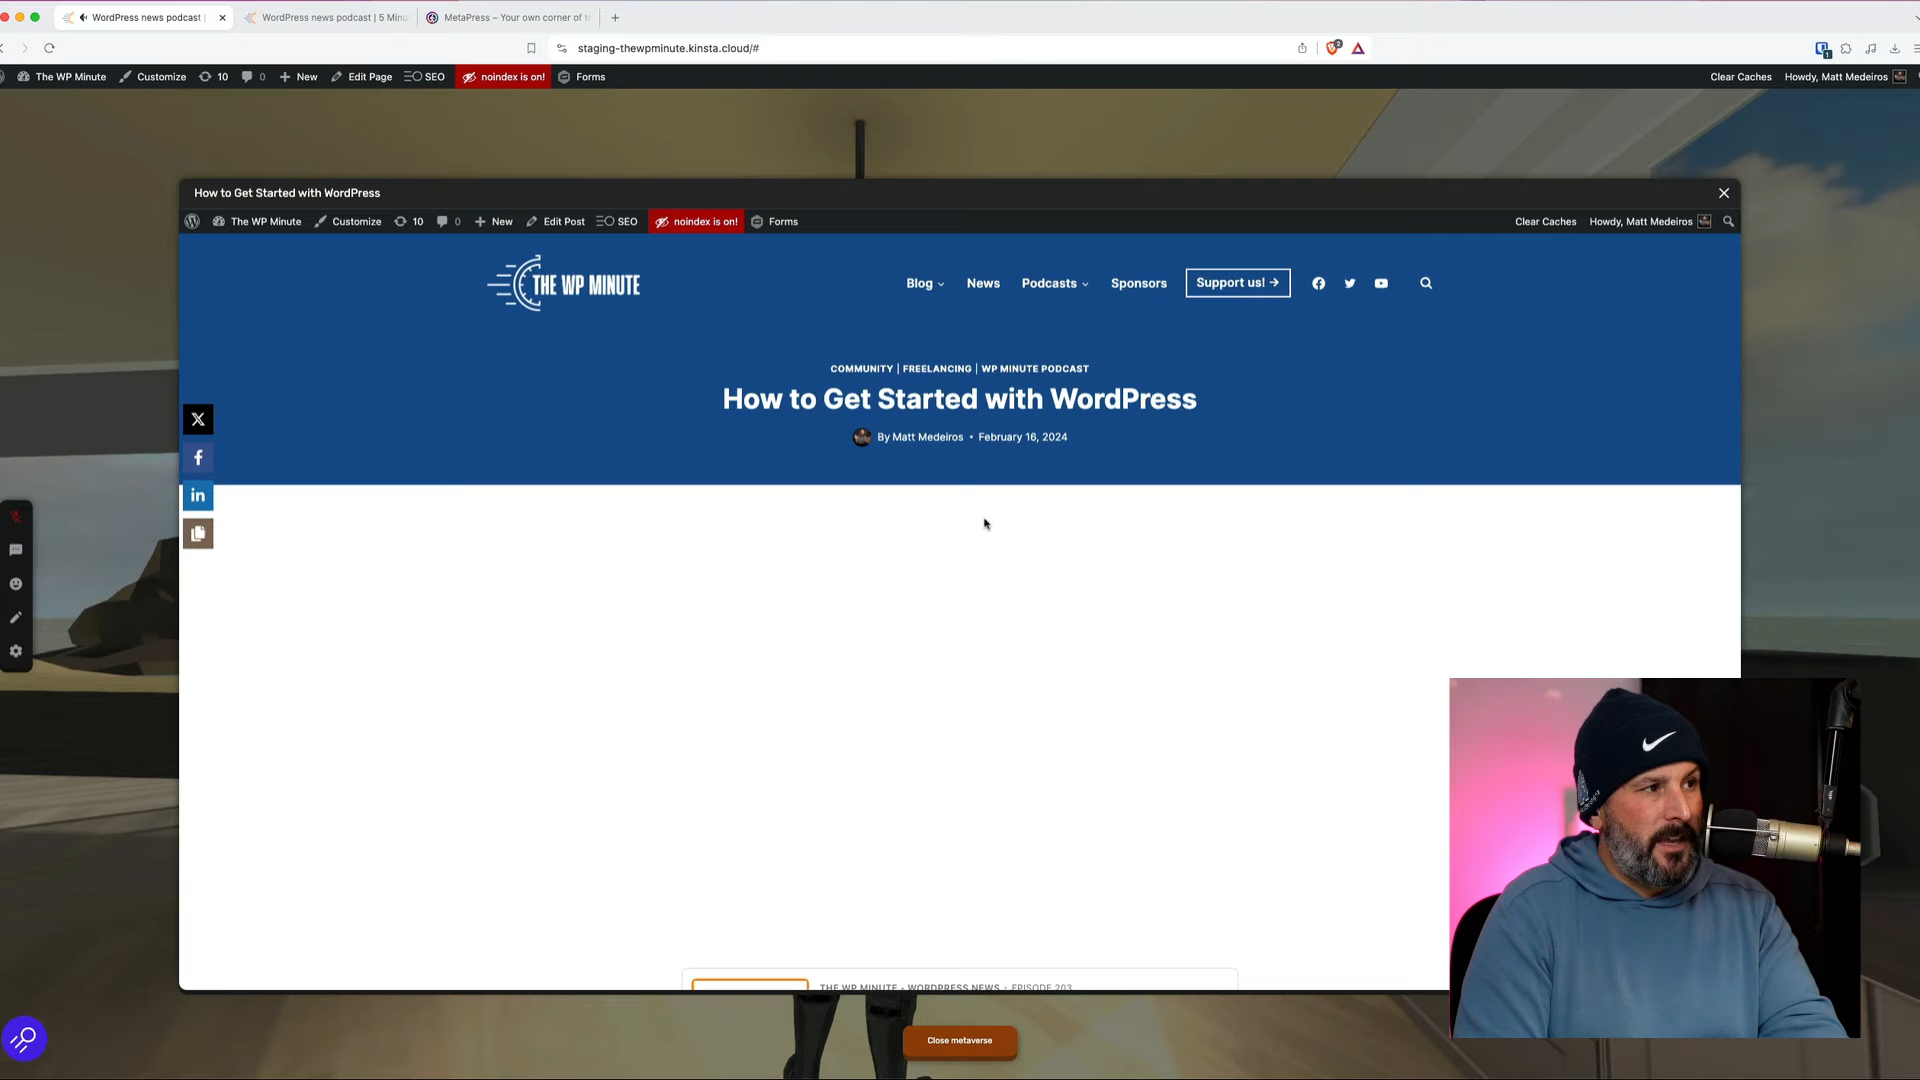 WordPress news podcast |
WordPress news podcast | 5 Minu
MetaPress – Your own corner of t
staging-thewpminute.kinsta.cloud/#
2
1
The WP Minute
Customize
10
0
New
Edit Page
SEO
noindex is on!
Forms
Clear Caches
Howdy, Matt Medeiros
How to Get Started with WordPress
The WP Minute
Customize
10
0
New
Edit Post
SEO
noindex is on!
Forms
Clear Caches
Howdy, Matt Medeiros
THE WP MINUTE
Blog
News
Podcasts
Sponsors
Support us! →
COMMUNITY | FREELANCING | WP MINUTE PODCAST
How to Get Started with WordPress
By Matt Medeiros • February 16, 2024
X
f
in
THE WP MINUTE - WORDPRESS NEWS • EPISODE 203
Close metaverse